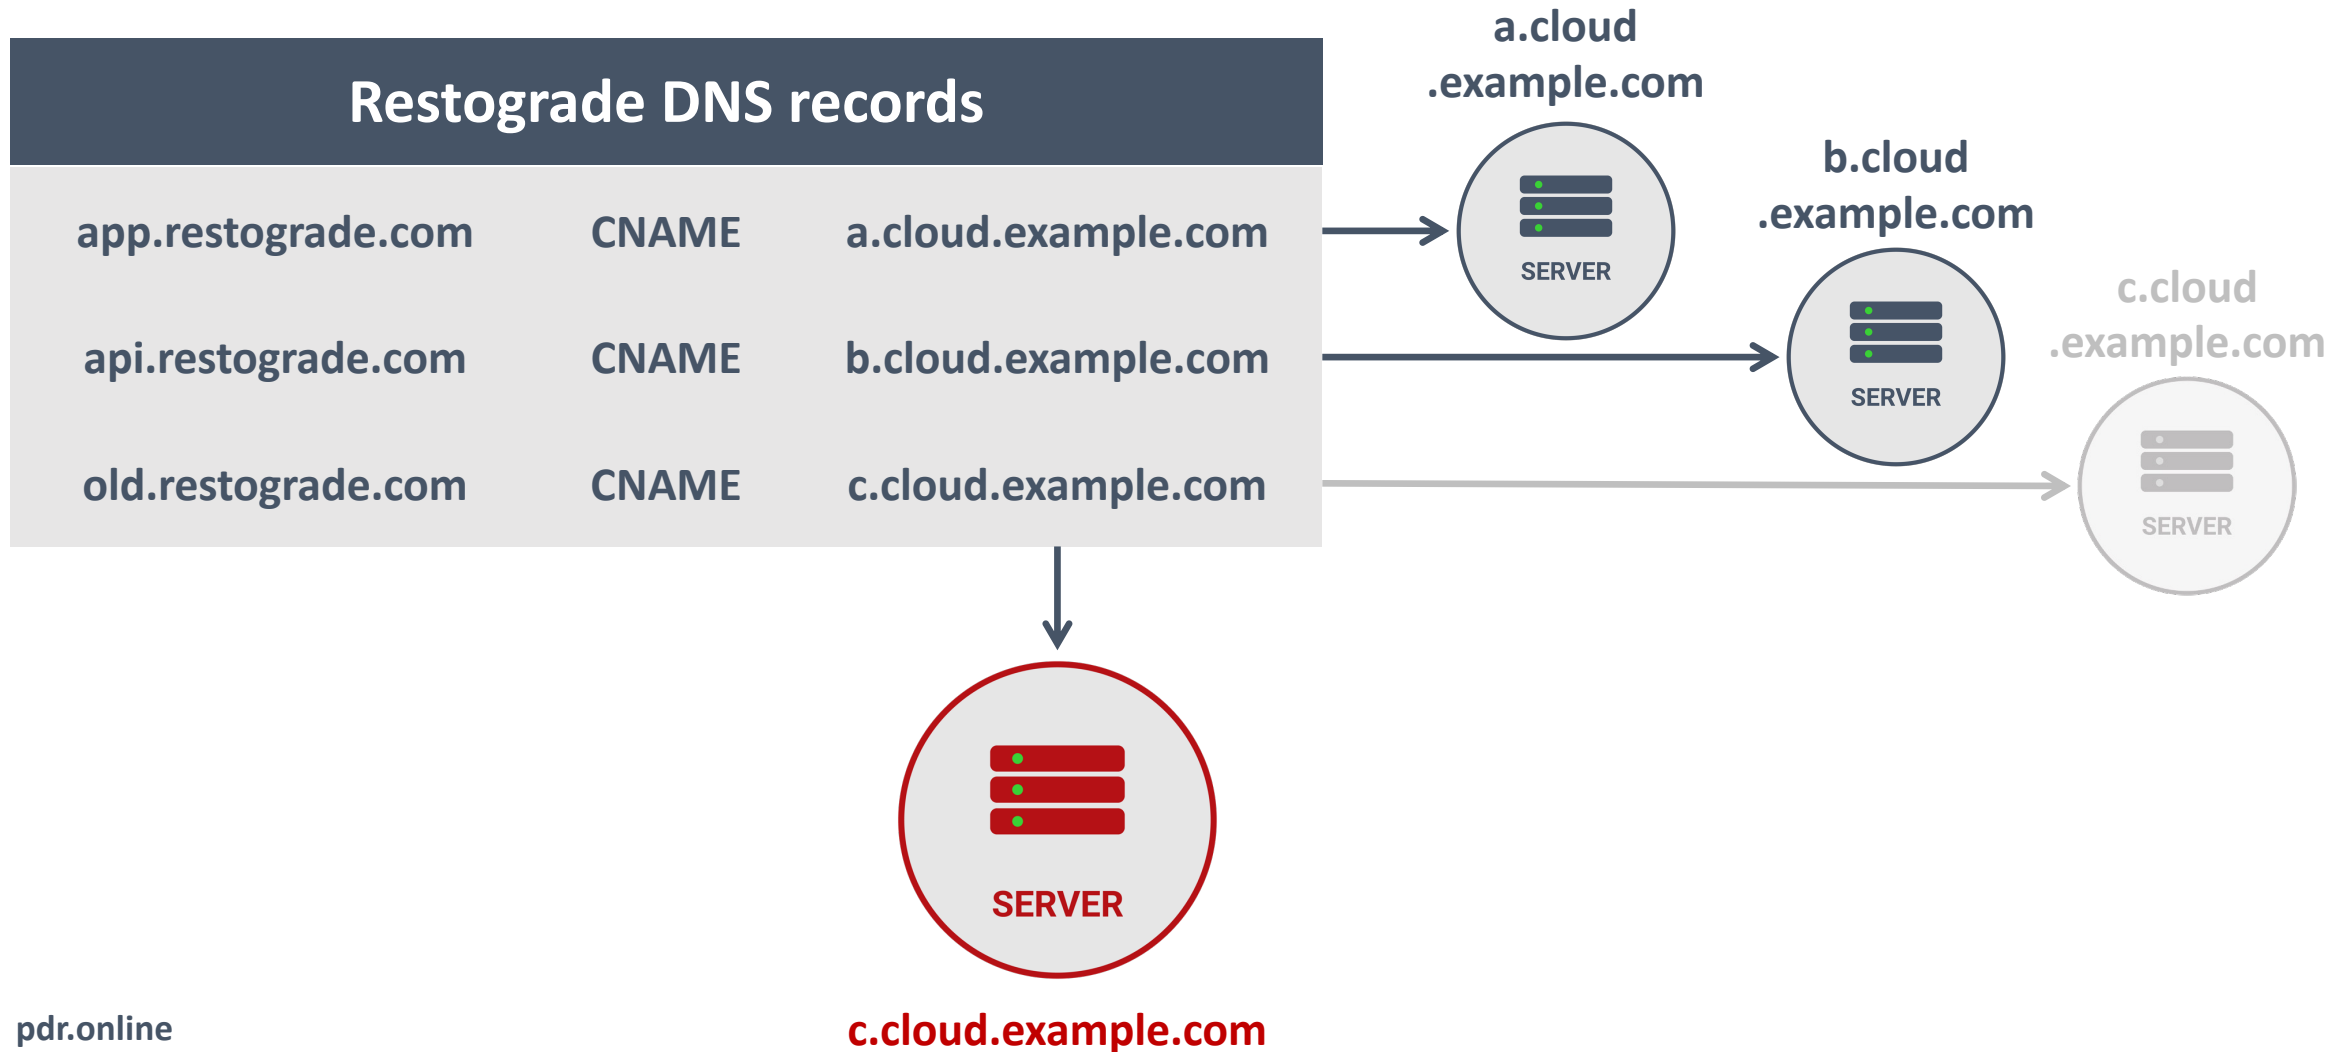 Restograde DNS records
app.restograde.com CNAME a.cloud.example.com
api.restograde.com CNAME b.cloud.example.com
old.restograde.com CNAME c.cloud.example.com
a.cloud
.example.com
SERVER
b.cloud
.example.com
SERVER
c.cloud
.example.com
SERVER
SERVER
c.cloud.example.com
pdr.online